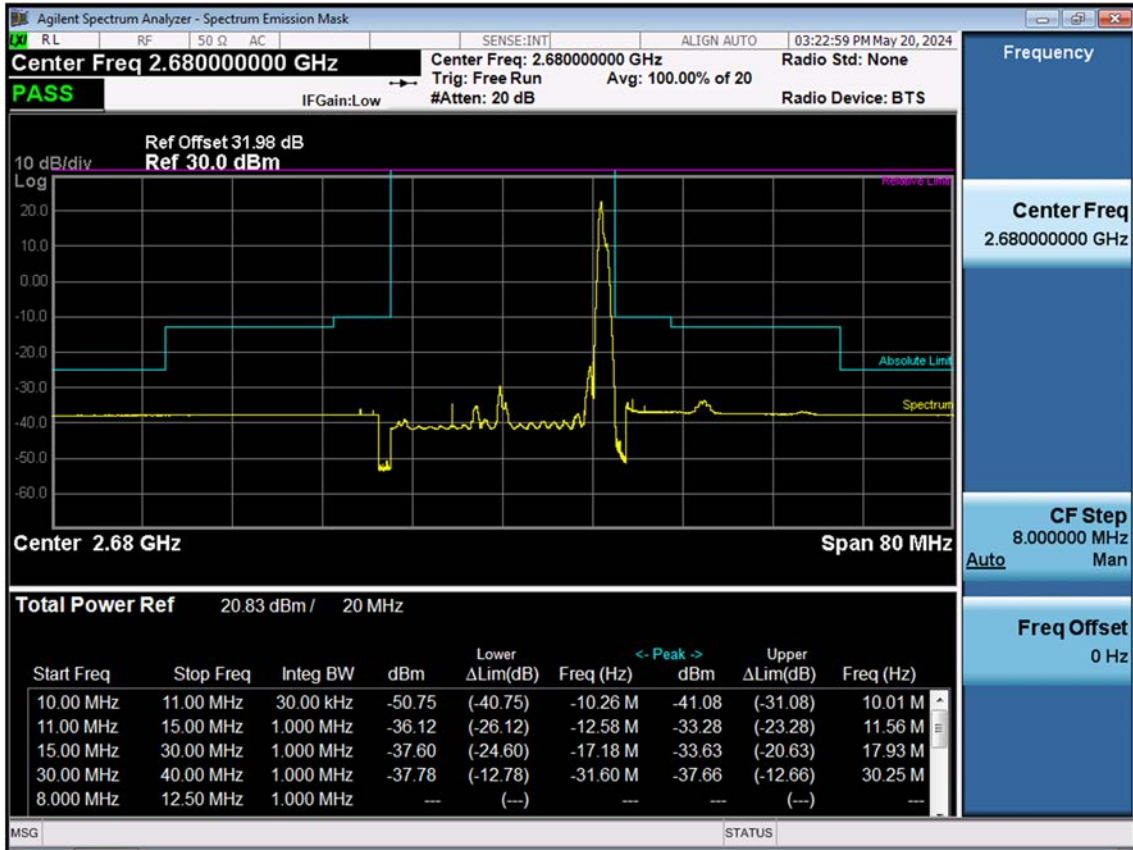 Agilent Spectrum Analyzer - Spectrum Emission Mask
LXI RL RF 50 Ω AC SENSE:INT ALIGN AUTO 03:22:59 PM May 20, 2024
Center Freq 2.680000000 GHz
Center Freq: 2.680000000 GHz Radio Std: None
Trig: Free Run Avg: 100.00% of 20
PASS
IFGain:Low #Atten: 20 dB Radio Device: BTS
Ref Offset 31.98 dB
10 dB/div Ref 30.0 dBm
Log
Relative Limit
20.0
10.0
0.00
-10.0
-20.0
Absolute Limit
-30.0
Spectrum
-40.0
-50.0
-60.0
Center 2.68 GHz Span 80 MHz
Total Power Ref 20.83 dBm / 20 MHz
Lower <- Peak -> Upper
Start Freq Stop Freq Integ BW dBm ΔLim(dB) Freq (Hz) dBm ΔLim(dB) Freq (Hz)
10.00 MHz 11.00 MHz 30.00 kHz -50.75 (-40.75) -10.26 M -41.08 (-31.08) 10.01 M
11.00 MHz 15.00 MHz 1.000 MHz -36.12 (-26.12) -12.58 M -33.28 (-23.28) 11.56 M
15.00 MHz 30.00 MHz 1.000 MHz -37.60 (-24.60) -17.18 M -33.63 (-20.63) 17.93 M
30.00 MHz 40.00 MHz 1.000 MHz -37.78 (-12.78) -31.60 M -37.66 (-12.66) 30.25 M
8.000 MHz 12.50 MHz 1.000 MHz --- (---) --- --- (---) ---
MSG STATUS
Frequency
Center Freq
2.680000000 GHz
CF Step
8.000000 MHz
Auto Man
Freq Offset
0 Hz